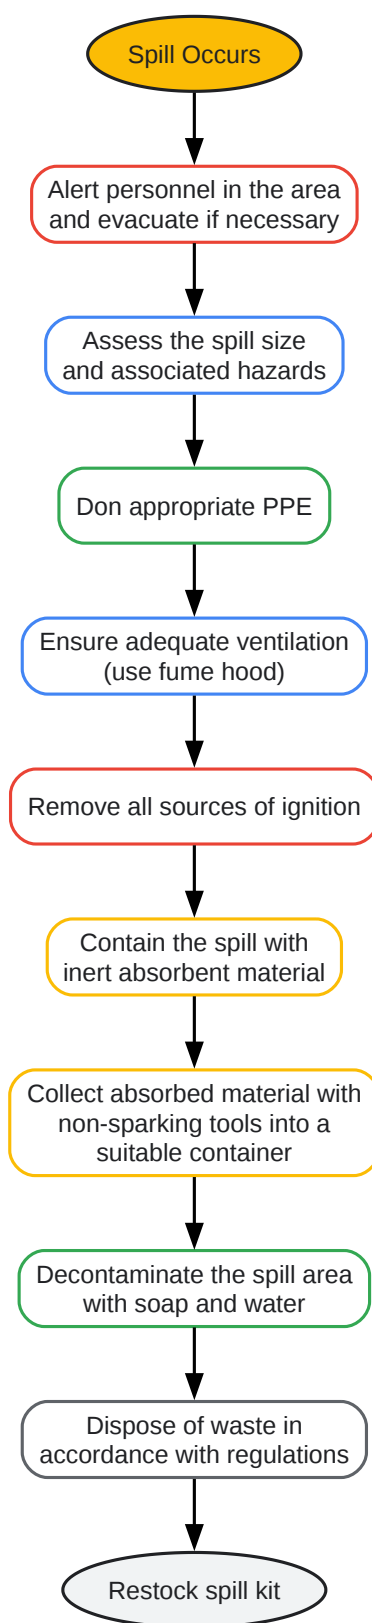 Spill Occurs
Alert personnel in the area
and evacuate if necessary
Assess the spill size
and associated hazards
Don appropriate PPE
Ensure adequate ventilation
(use fume hood)
Remove all sources of ignition
Contain the spill with
inert absorbent material
Collect absorbed material with
non-sparking tools into a
suitable container
Decontaminate the spill area
with soap and water
Dispose of waste in
accordance with regulations
Restock spill kit